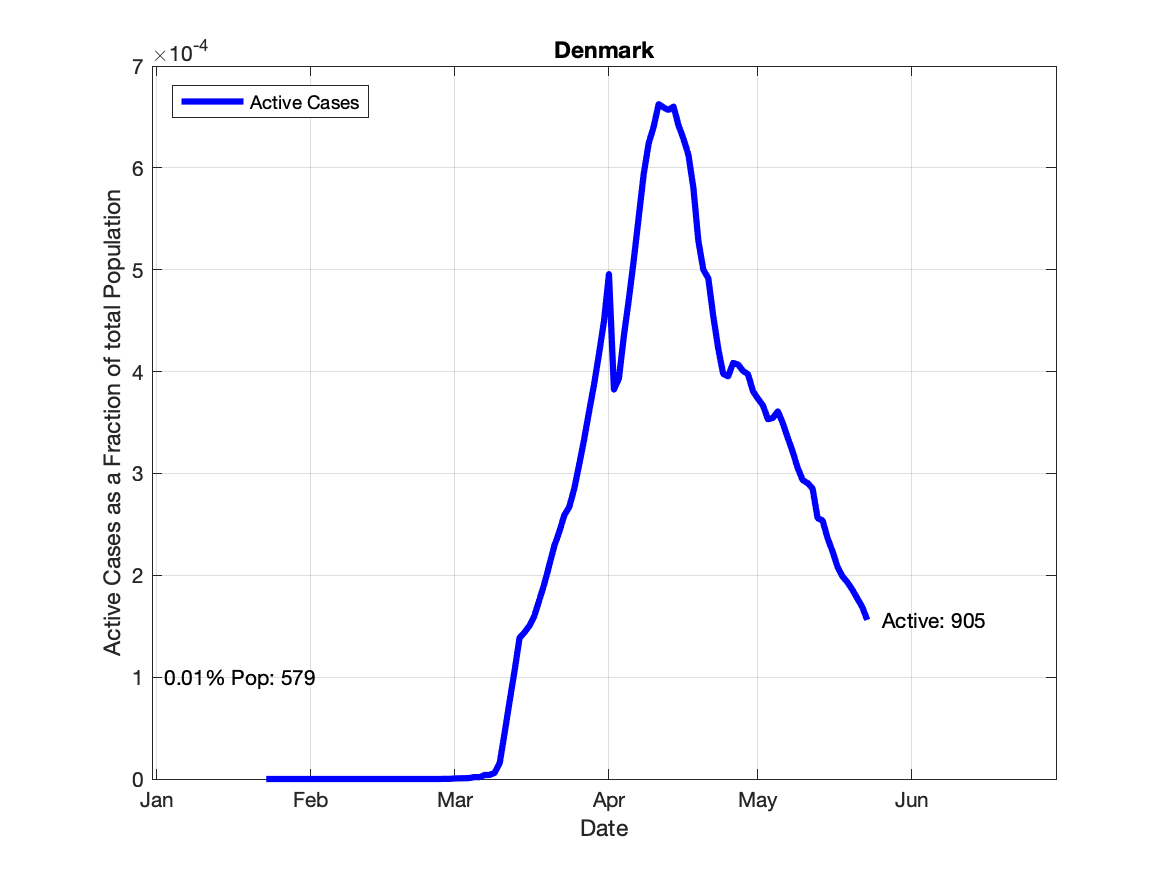 Denmark
×10-4
7
6
5
4
3
2
1
0
Active Cases
Active Cases as a Fraction of total Population
0.01% Pop: 579
Active: 905
Jan Feb Mar Apr May Jun
Date